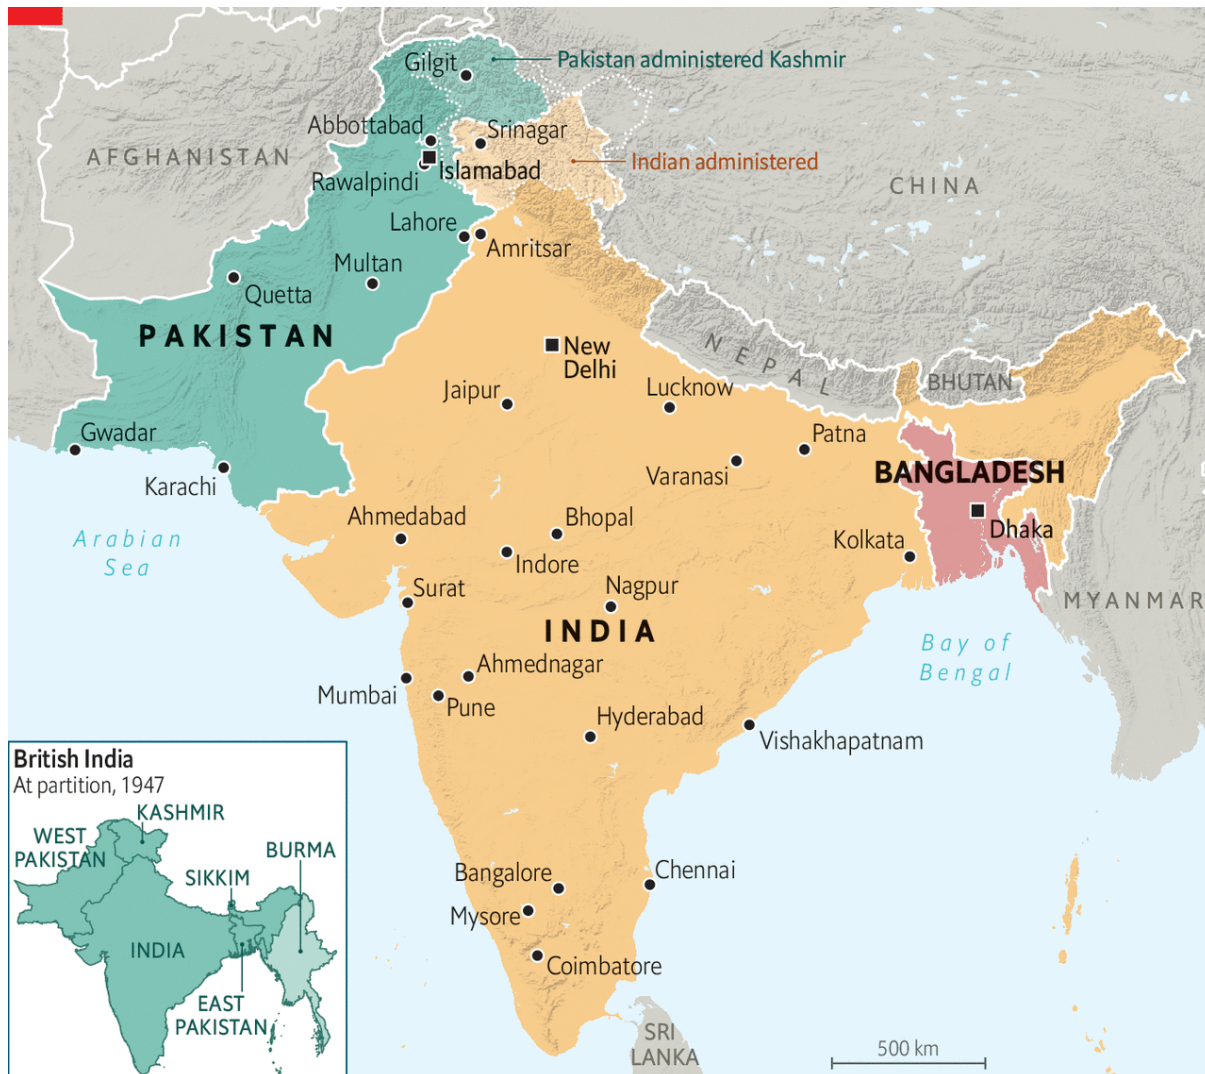 Gilgit
Pakistan administered Kashmir
Abbottabad
Srinagar
AFGHANISTAN
Islamabad
Indian administered
Rawalpindi
CHINA
Lahore
Amritsar
Multan
Quetta
PAKISTAN
New
Delhi
NEPAL
Jaipur
Lucknow
BHUTAN
Gwadar
Patna
Karachi
Varanasi
BANGLADESH
Ahmedabad
Bhopal
Dhaka
Arabian
Sea
Kolkata
Indore
Surat
Nagpur
MYANMAR
INDIA
Bay of
Bengal
Ahmednagar
Mumbai
Pune
Hyderabad
Vishakhapatnam
British India
At partition, 1947
KASHMIR
WEST
PAKISTAN
BURMA
SIKKIM
INDIA
EAST
PAKISTAN
Bangalore
Chennai
Mysore
Coimbatore
SRI
LANKA
500 km